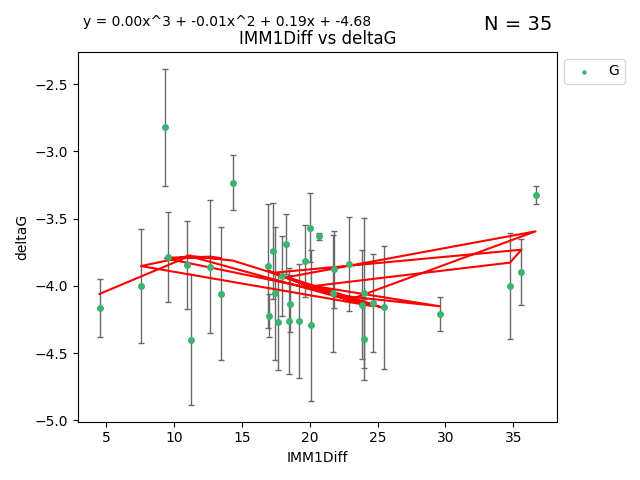 y = 0.00x^3 + -0.01x^2 + 0.19x + -4.68
N = 35
IMM1Diff vs deltaG
G
deltaG
−2.5
−3.0
−3.5
−4.0
−4.5
−5.0
5 10 15 20 25 30 35
IMM1Diff